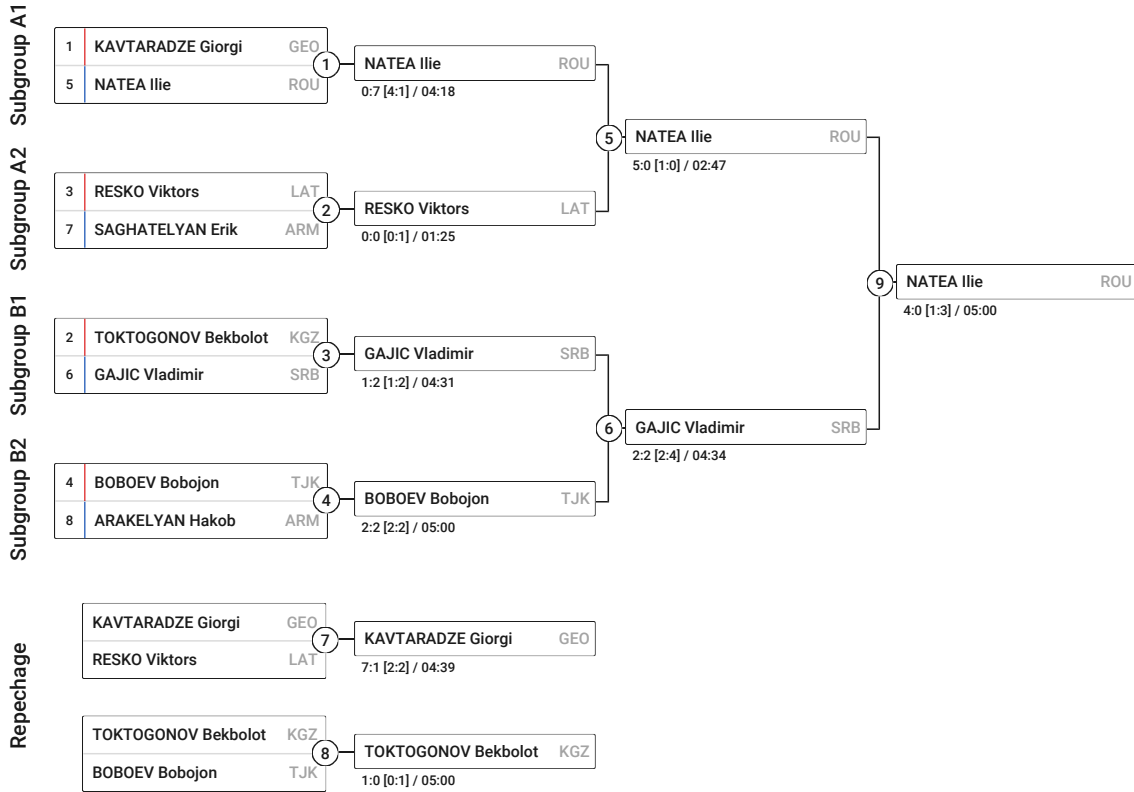 Subgroup A1
1 KAVTARADZE Giorgi GEO
5 NATEA Ilie ROU
1
NATEA Ilie ROU
0:7 [4:1] / 04:18
Subgroup A2
3 RESKO Viktors LAT
7 SAGHATELYAN Erik ARM
2
RESKO Viktors LAT
0:0 [0:1] / 01:25
5
NATEA Ilie ROU
5:0 [1:0] / 02:47
Subgroup B1
2 TOKTOGONOV Bekbolot KGZ
6 GAJIC Vladimir SRB
3
GAJIC Vladimir SRB
1:2 [1:2] / 04:31
Subgroup B2
4 BOBOEV Bobojon TJK
8 ARAKELYAN Hakob ARM
4
BOBOEV Bobojon TJK
2:2 [2:2] / 05:00
6
GAJIC Vladimir SRB
2:2 [2:4] / 04:34
9
NATEA Ilie ROU
4:0 [1:3] / 05:00
Repechage
KAVTARADZE Giorgi GEO
RESKO Viktors LAT
7
KAVTARADZE Giorgi GEO
7:1 [2:2] / 04:39
TOKTOGONOV Bekbolot KGZ
BOBOEV Bobojon TJK
8
TOKTOGONOV Bekbolot KGZ
1:0 [0:1] / 05:00